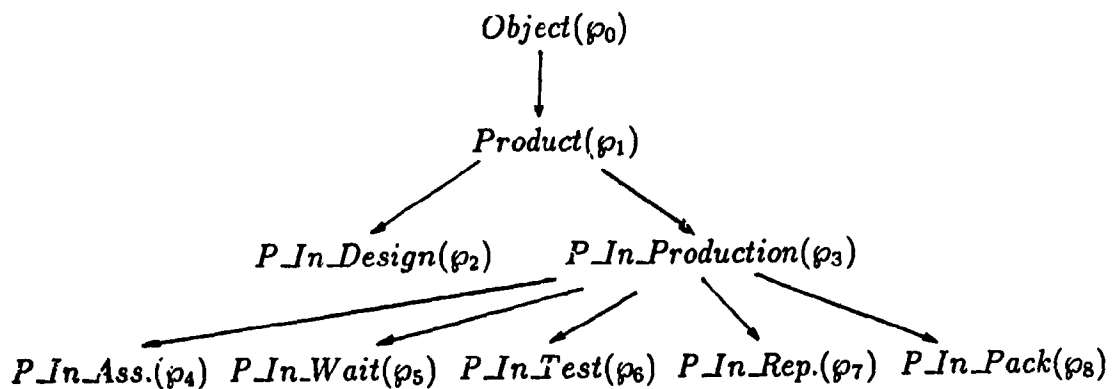 Object(℘₀)
Product(℘₁)
P_In_Design(℘₂) P_In_Production(℘₃)
P_In_Ass.(℘₄) P_In_Wait(℘₅) P_In_Test(℘₆) P_In_Rep.(℘₇) P_In_Pack(℘₈)